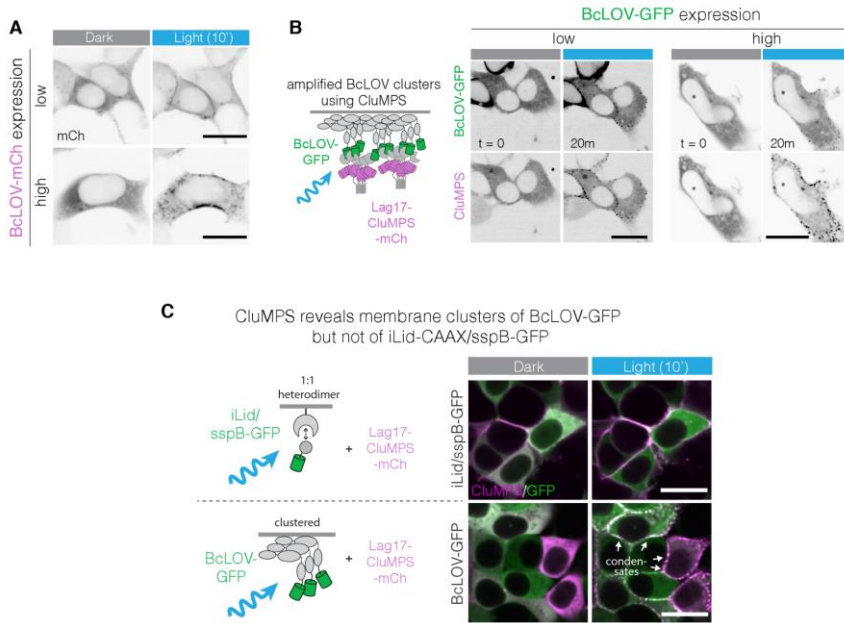 A
Dark
Light (10')
BcLOV-mCh expression
low
high
mCh
B
BcLOV-GFP expression
low
high
amplified BcLOV clusters
using CluMPS
BcLOV-
GFP
Lag17-
CluMPS
-mCh
BcLOV-GFP
CluMPS
t = 0
20m
t = 0
20m
C
CluMPS reveals membrane clusters of BcLOV-GFP
but not of iLid-CAAX/sspB-GFP
Dark
Light (10')
1:1
heterodimer
iLid/
sspB-GFP
+
Lag17-
CluMPS
-mCh
iLid/sspB-GFP
CluMPS/GFP
clustered
BcLOV-
GFP
+
Lag17-
CluMPS
-mCh
BcLOV-GFP
conden-
sates